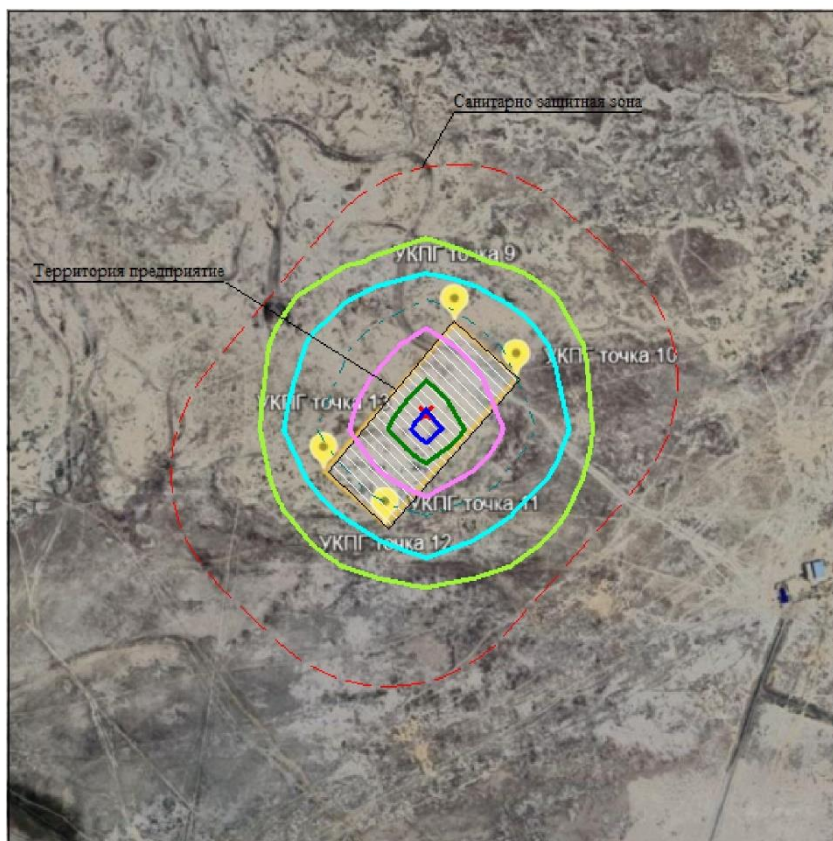 Санитарно защитная зона
УКПГ точка 9
Территория предприятие
УКПГ точка 10
УКПГ точка 13
УКПГ точка 11
УКПГ точка 12